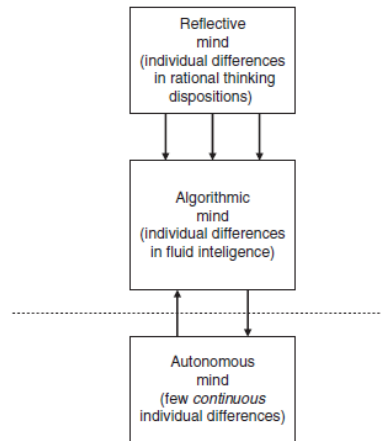 Reflective
mind
(individual differences
in rational thinking
dispositions)
Algorithmic
mind
(individual differences
in fluid inteligence)
Autonomous
mind
(few continuous
individual differences)